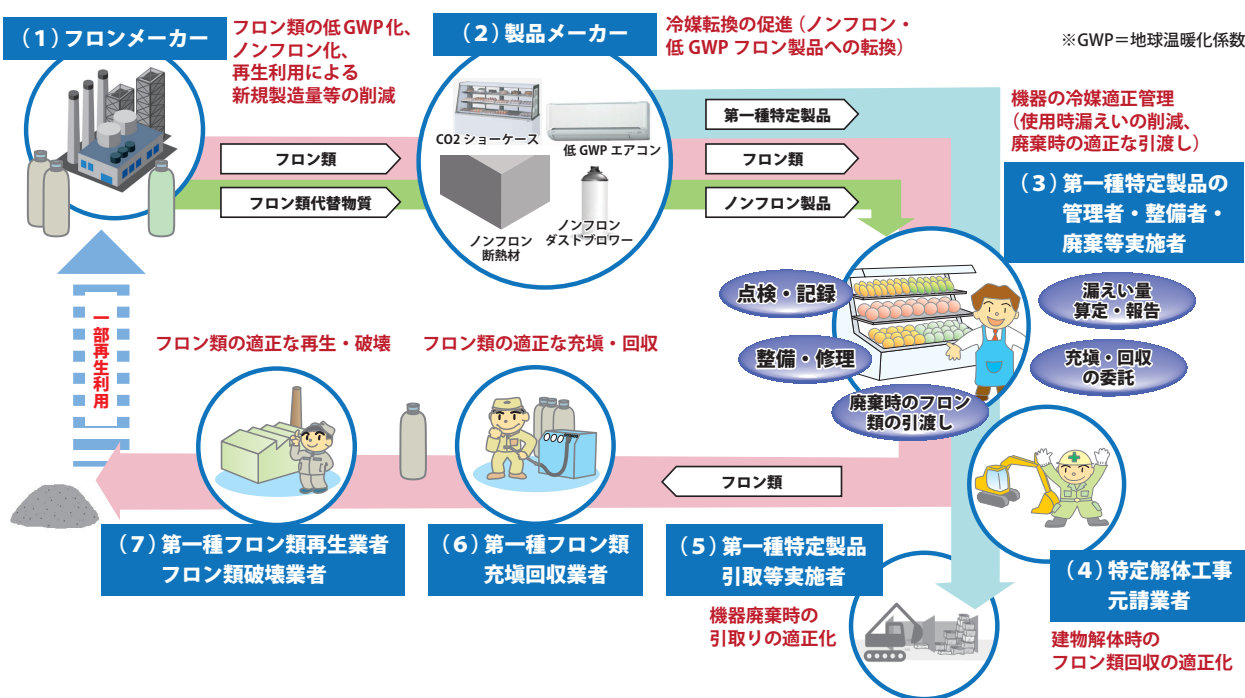 (1)フロンメーカー
フロン類の低GWP化、
ノンフロン化、
再生利用による
新規製造量等の削減
(2)製品メーカー
冷媒転換の促進(ノンフロン・
低GWPフロン製品への転換)
※GWP=地球温暖化係数
CO2ショーケース
低GWPエアコン
ノンフロン
断熱材
ノンフロン
ダストブロワー
フロン類
フロン類代替物質
第一種特定製品
フロン類
ノンフロン製品
機器の冷媒適正管理
(使用時漏えいの削減、
廃棄時の適正な引渡し)
(3)第一種特定製品の
管理者・整備者・
廃棄等実施者
点検・記録
漏えい量
算定・報告
整備・修理
充塡・回収
の委託
廃棄時のフロン
類の引渡し
一部再生利用
フロン類の適正な再生・破壊
フロン類の適正な充塡・回収
フロン類
(7)第一種フロン類再生業者
フロン類破壊業者
(6)第一種フロン類
充塡回収業者
(5)第一種特定製品
引取等実施者
機器廃棄時の
引取りの適正化
(4)特定解体工事
元請業者
建物解体時の
フロン類回収の適正化